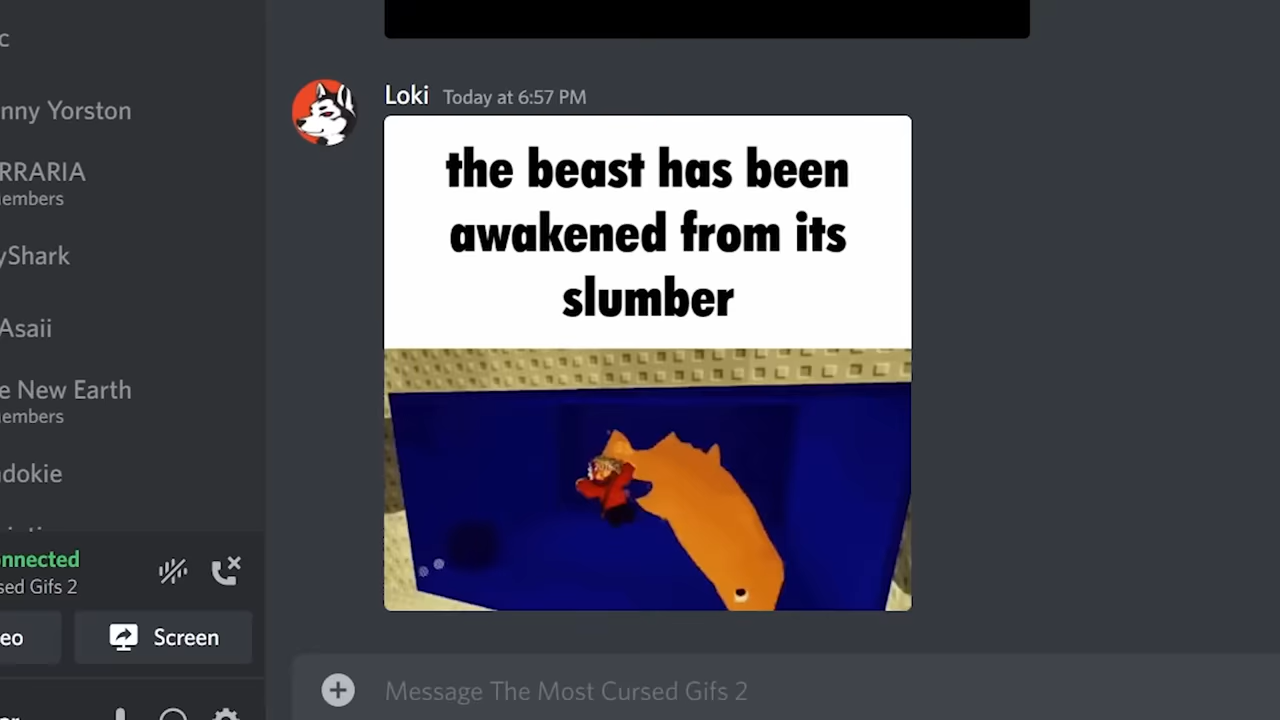 c
nny Yorston
RRARIA
embers
yShark
Asaii
e New Earth
embers
dokie
onnected
sed Gifs 2
eo
Screen
Loki Today at 6:57 PM
the beast has been
awakened from its
slumber
Message The Most Cursed Gifs 2